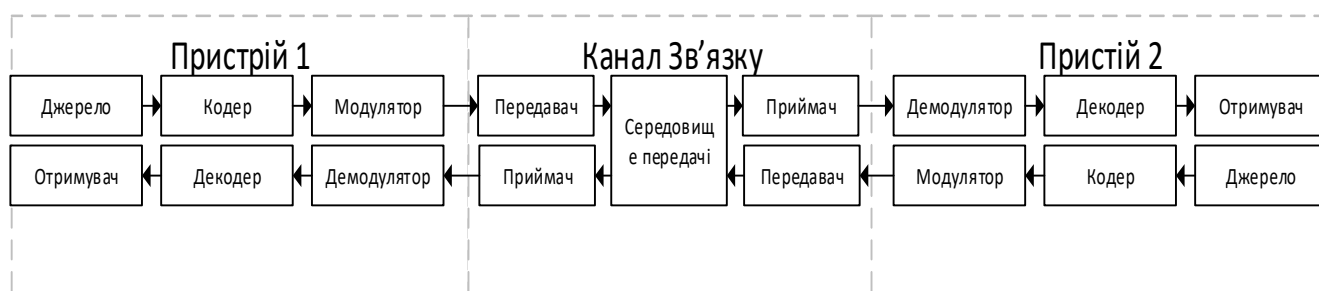 Пристрій 1
Канал Зв’язку
Пристій 2
Джерело
Кодер
Модулятор
Передавач
Середовищ
е передачі
Приймач
Демодулятор
Декодер
Отримувач
Отримувач
Декодер
Демодулятор
Приймач
Передавач
Модулятор
Кодер
Джерело